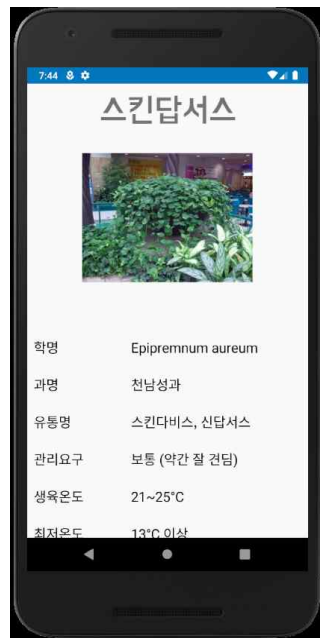 7:44
스킨답서스
학명 Epipremnum aureum
과명 천남성과
유통명 스킨다비스, 신답서스
관리요구 보통 (약간 잘 견딤)
생육온도 21~25°C
최저온도 13°C 이상